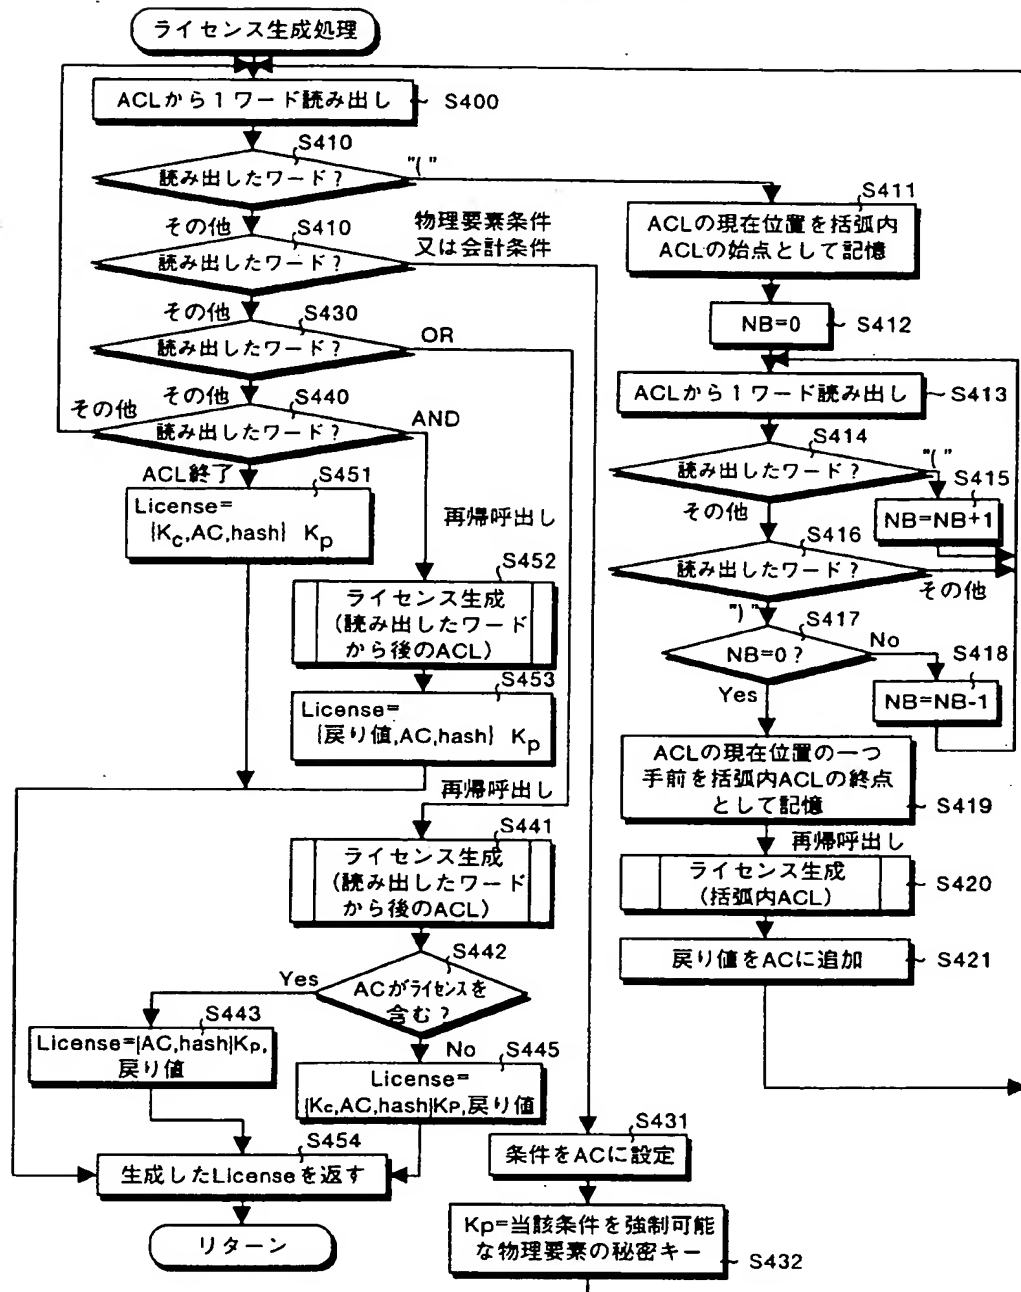 ライセンス生成処理
ACLから1ワード読み出し
S400
S410
読み出したワード?
"("
その他
S410
読み出したワード?
物理要素条件
又は会計条件
その他
S430
読み出したワード?
OR
その他
その他
S440
読み出したワード?
AND
ACL終了
S451
License=
{Kc,AC,hash} Kp
再帰呼出し
S452
ライセンス生成
(読み出したワード
から後のACL)
S453
License=
{戻り値,AC,hash} Kp
再帰呼出し
S441
ライセンス生成
(読み出したワード
から後のACL)
S442
ACがライセンスを
含む?
Yes
S443
License={AC,hash}Kp,
戻り値
No
S445
License=
{Kc,AC,hash}Kp,戻り値
S454
生成したLicenseを返す
リターン
S411
ACLの現在位置を括弧内
ACLの始点として記憶
NB=0
S412
ACLから1ワード読み出し
S413
S414
読み出したワード?
"("
S415
NB=NB+1
その他
S416
読み出したワード?
その他
")"
S417
NB=0?
No
S418
NB=NB-1
Yes
ACLの現在位置の一つ
手前を括弧内ACLの終点
として記憶
S419
再帰呼出し
ライセンス生成
(括弧内ACL)
S420
戻り値をACに追加
S421
S431
条件をACに設定
Kp=当該条件を強制可能
な物理要素の秘密キー
S432